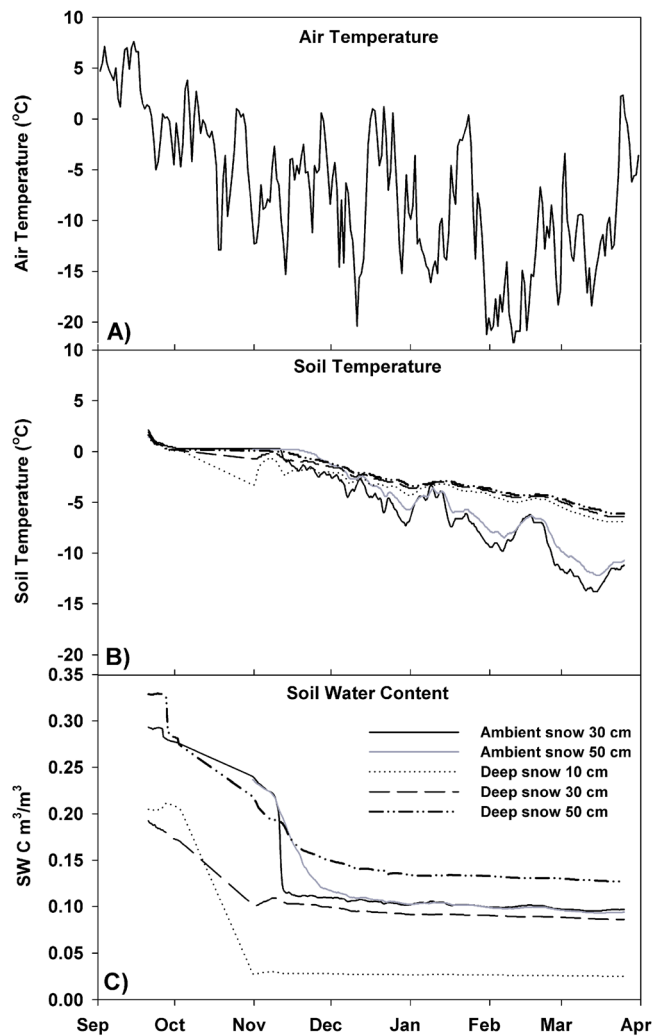 10
Air Temperature
5
0
-5
-10
-15
-20
Air Temperature (°C)
A)
10
Soil Temperature
5
0
-5
-10
-15
-20
Soil Temperature (°C)
B)
0.35
Soil Water Content
0.30
0.25
0.20
0.15
0.10
0.05
0.00
SW C m³/m³
Ambient snow 30 cm
Ambient snow 50 cm
Deep snow 10 cm
Deep snow 30 cm
Deep snow 50 cm
C)
Sep Oct Nov Dec Jan Feb Mar Apr